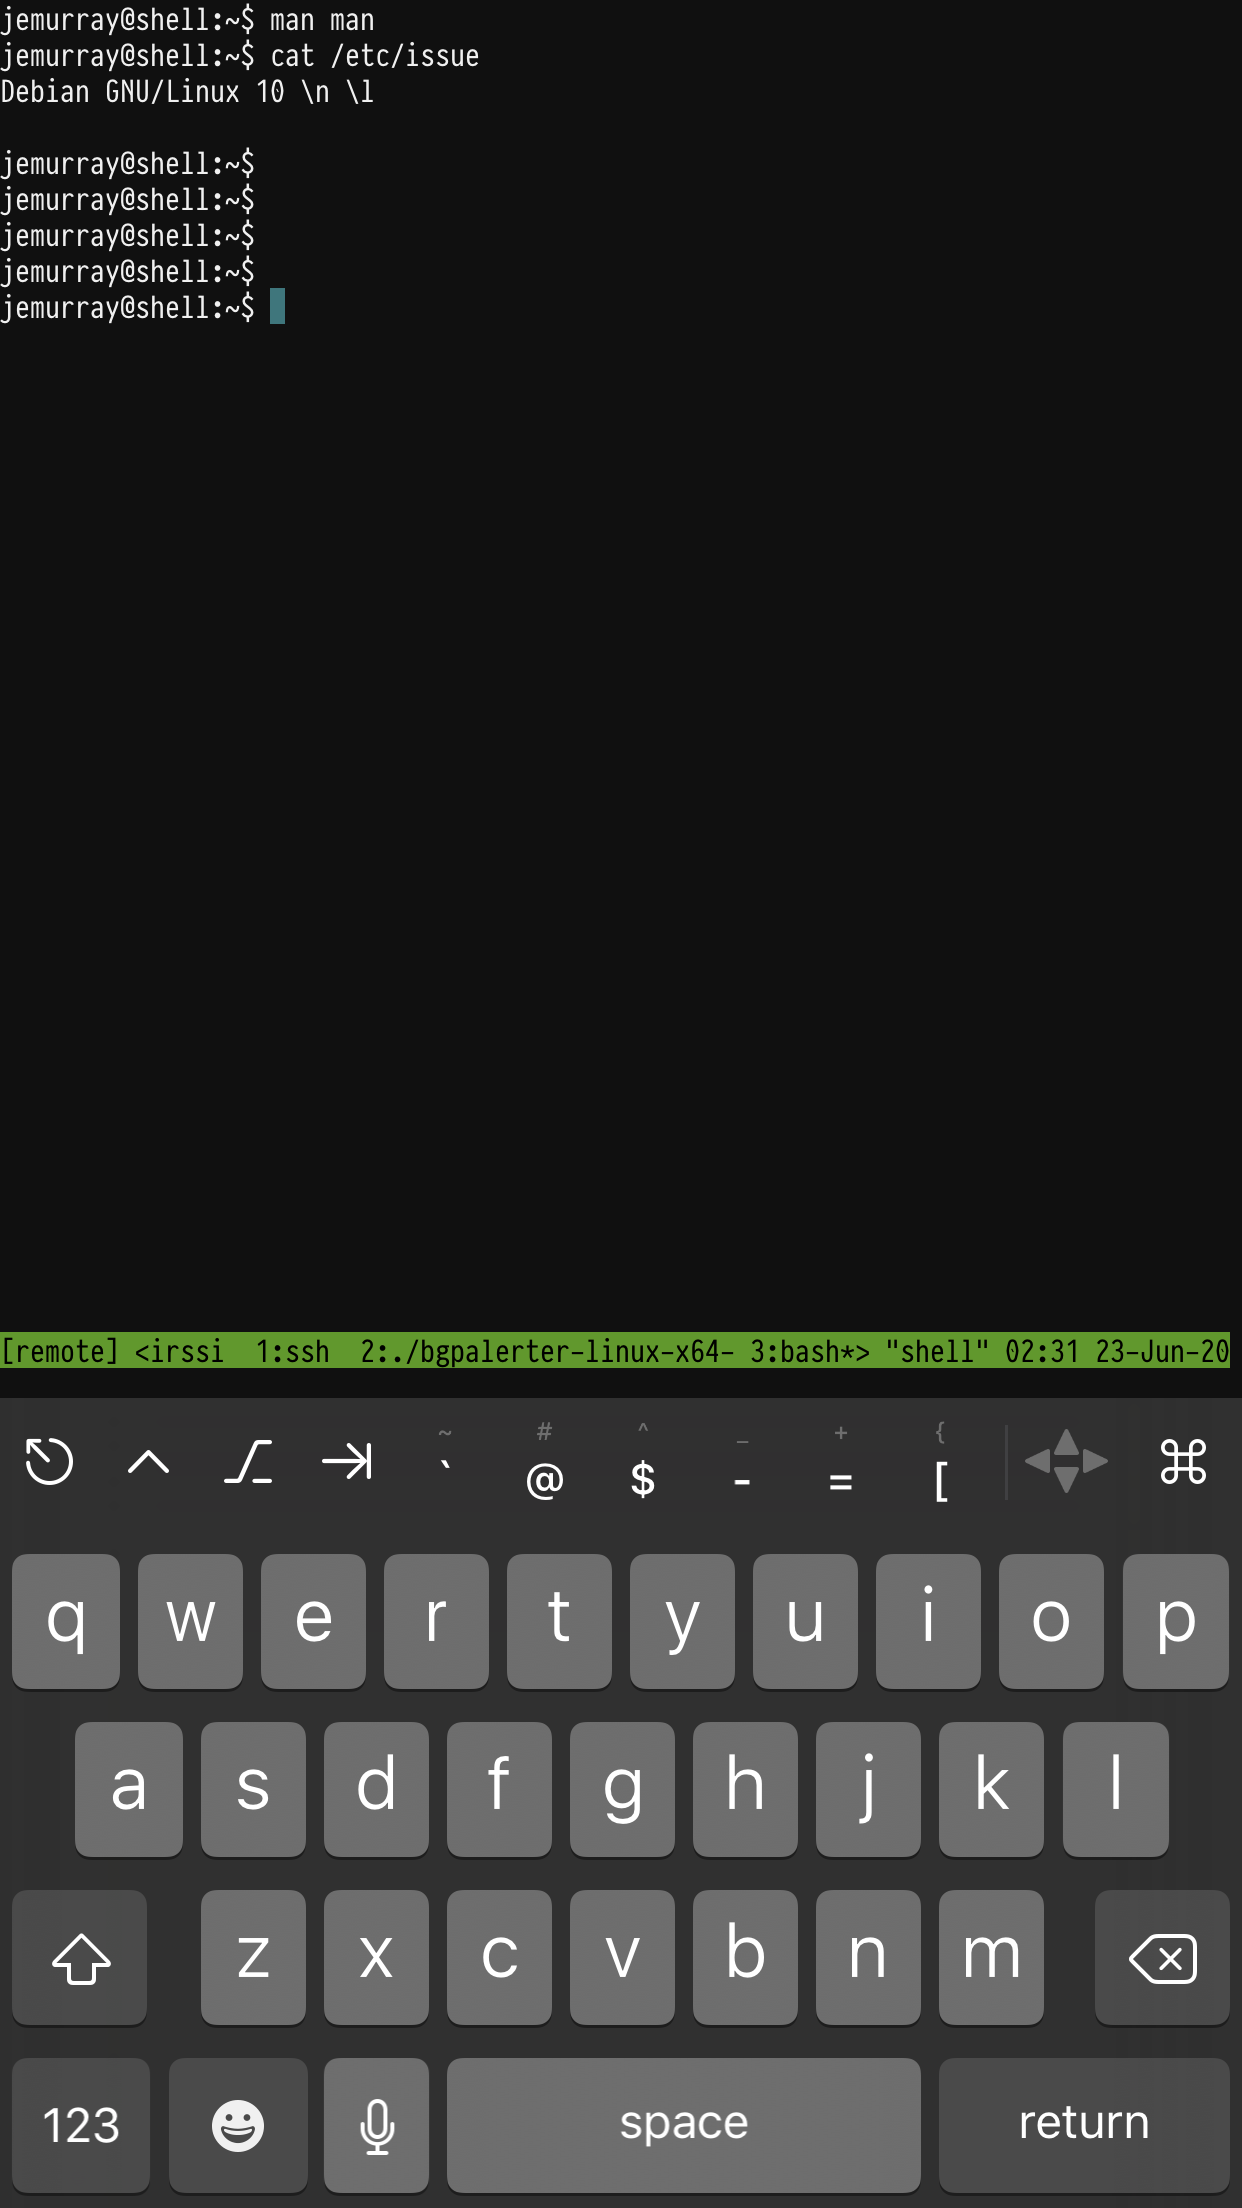 jemurray@shell:~$ man man
jemurray@shell:~$ cat /etc/issue
Debian GNU/Linux 10 \n \l
jemurray@shell:~$
jemurray@shell:~$
jemurray@shell:~$
jemurray@shell:~$
jemurray@shell:~$
[remote] <irssi  1:ssh  2:./bgpalerter-linux-x64- 3:bash*> "shell" 02:31 23-Jun-20
~ # ^ _ + {
` @ $ - = [
q w e r t y u i o p
a s d f g h j k l
z x c v b n m
123 space return